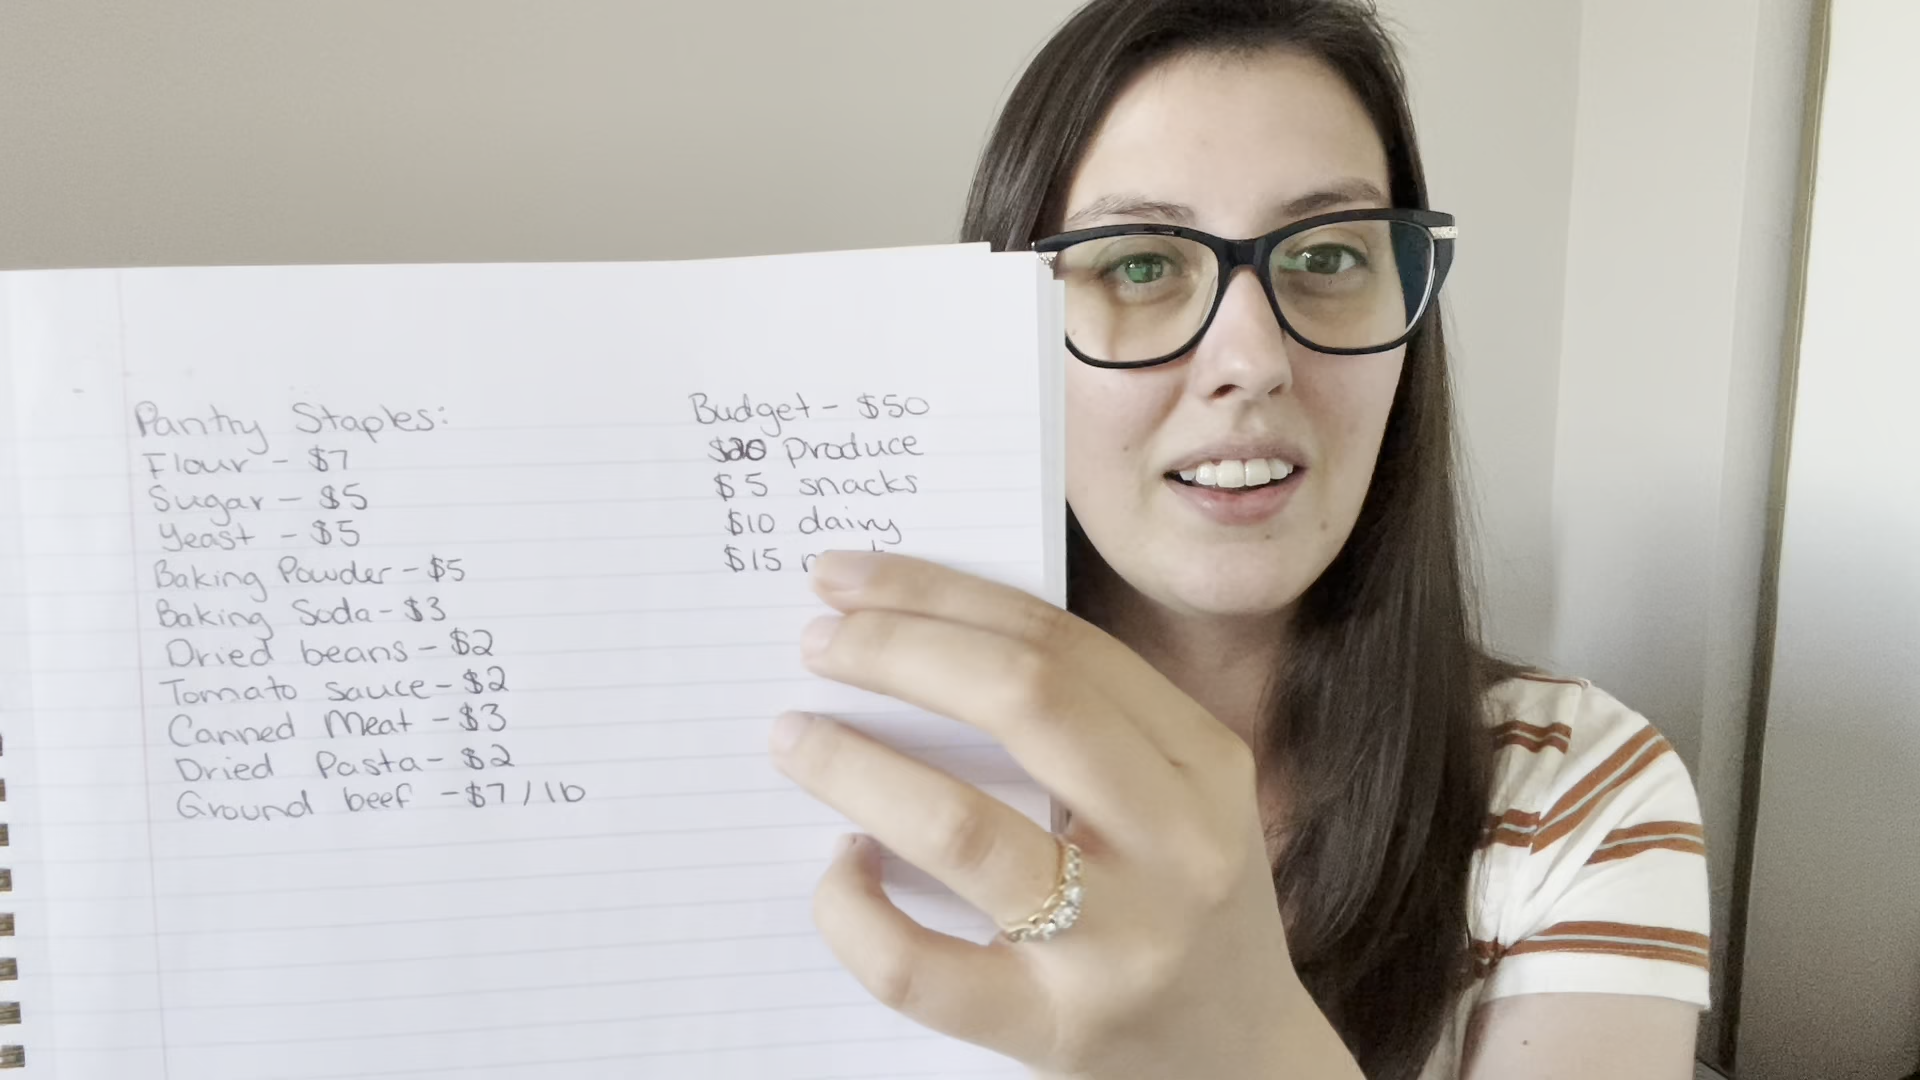 Pantry Staples:
Flour - $7
Sugar - $5
Yeast - $5
Baking Powder - $5
Baking Soda - $3
Dried beans - $2
Tomato sauce - $2
Canned Meat - $3
Dried Pasta - $2
Ground beef - $7 / lb
Budget - $50
$20 produce
$5 snacks
$10 dairy
$15